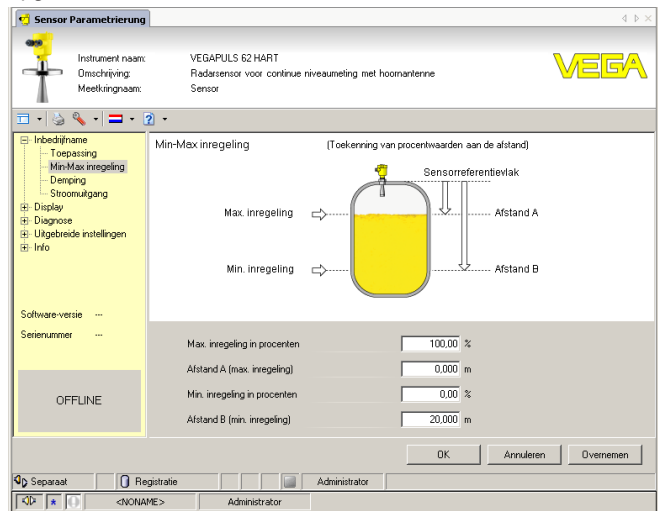 Sensor Parametrierung
Instrument naam: VEGAPULS 62 HART
Omschrijving: Radarsensor voor continue niveaumeting met hoornantenne
Meetkringnaam: Sensor
VEGA
Inbedrijfname
Toepassing
Min-Max inregeling
Demping
Stroomuitgang
Display
Diagnose
Uitgebreide instellingen
Info
Software-versie ---
Serienummer ---
OFFLINE
Min-Max inregeling (Toekenning van procentwaarden aan de afstand)
Sensorreferentievlak
Max. inregeling
Afstand A
Min. inregeling
Afstand B
Max. inregeling in procenten 100,00 %
Afstand A (max. inregeling) 0,000 m
Min. inregeling in procenten 0,00 %
Afstand B (min. inregeling) 20,000 m
OK Annuleren Overnemen
Separaat Registratie Administrator
<NONAME> Administrator